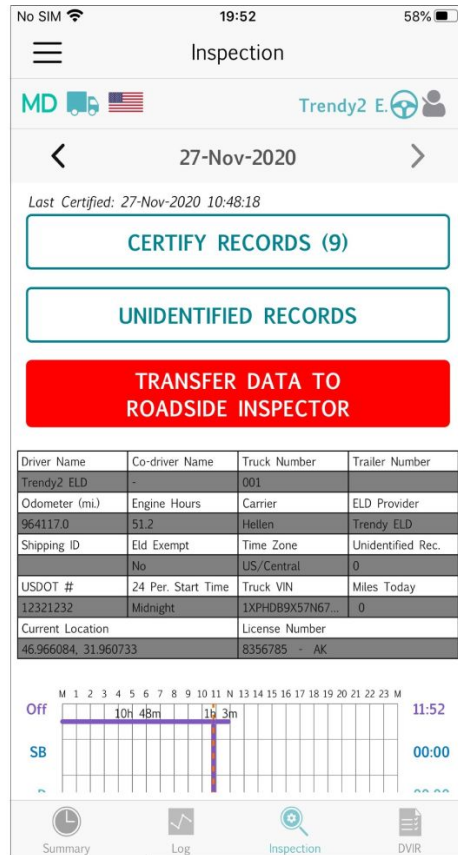 No SIM 19:52 58%
Inspection
MD Trendy2 E.
27-Nov-2020
Last Certified: 27-Nov-2020 10:48:18
CERTIFY RECORDS (9)
UNIDENTIFIED RECORDS
TRANSFER DATA TO
ROADSIDE INSPECTOR
Driver Name Co-driver Name Truck Number Trailer Number
Trendy2 ELD - 001
Odometer (mi.) Engine Hours Carrier ELD Provider
964117.0 51.2 Hellen Trendy ELD
Shipping ID Eld Exempt Time Zone Unidentified Rec.
No US/Central 0
USDOT # 24 Per. Start Time Truck VIN Miles Today
12321232 Midnight 1XPHDB9X57N67... 0
Current Location License Number
46.966084, 31.960733 8356785 - AK
M 1 2 3 4 5 6 7 8 9 10 11 N 13 14 15 16 17 18 19 20 21 22 23 M
Off 10h 48m 1h 3m 11:52
SB 00:00
Summary Log Inspection DVIR